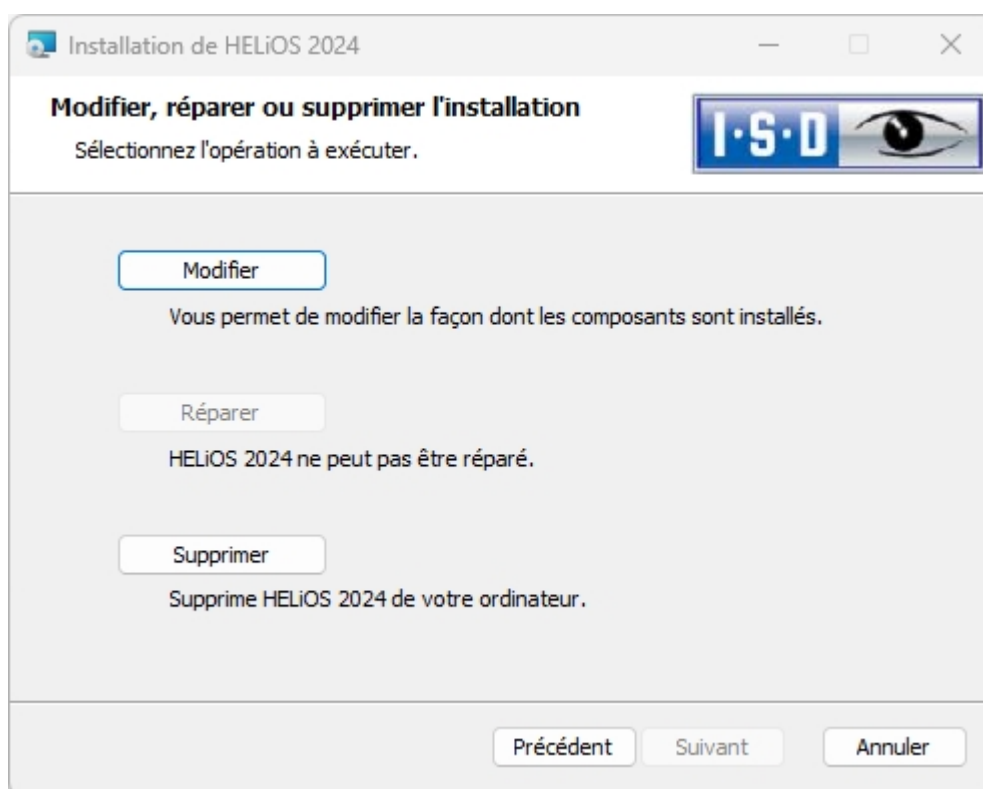 Installation de HELiOS 2024
Modifier, réparer ou supprimer l'installation
Sélectionnez l'opération à exécuter.
I·S·D
Modifier
Vous permet de modifier la façon dont les composants sont installés.
Réparer
HELiOS 2024 ne peut pas être réparé.
Supprimer
Supprime HELiOS 2024 de votre ordinateur.
Précédent Suivant Annuler